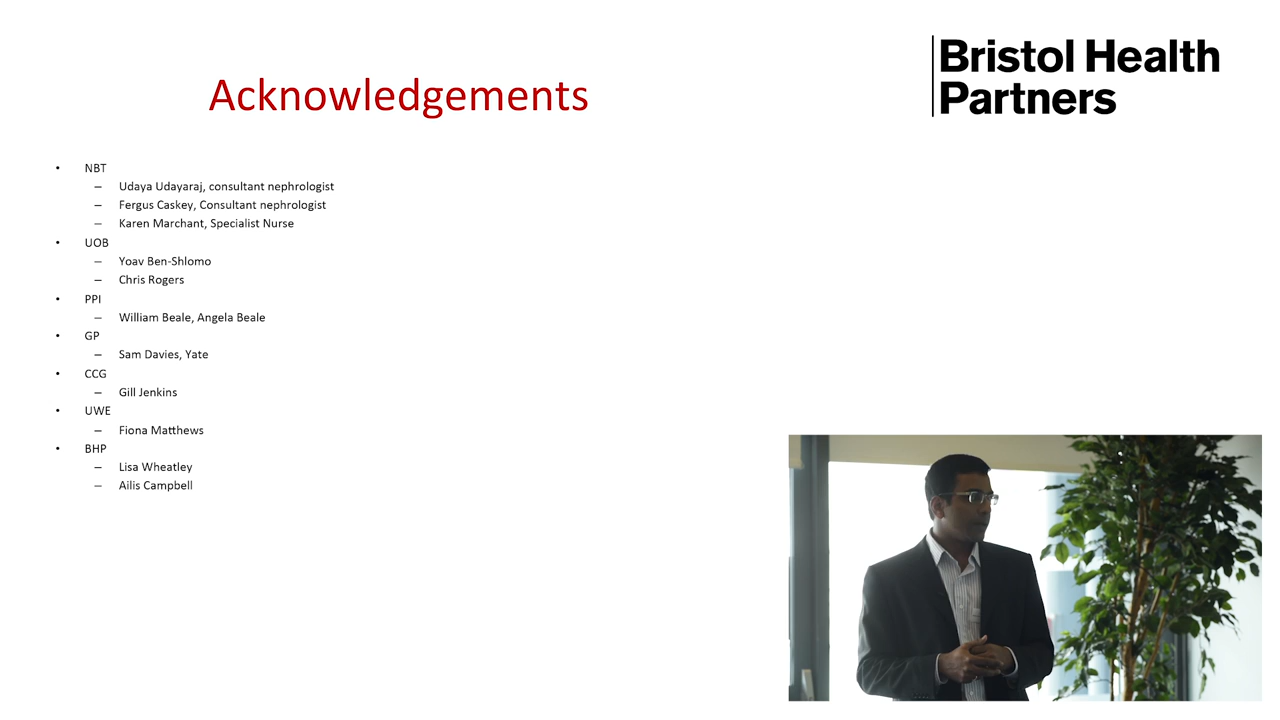 Bristol Health
Partners
Acknowledgements
• NBT
– Udaya Udayaraj, consultant nephrologist
– Fergus Caskey, Consultant nephrologist
– Karen Marchant, Specialist Nurse
• UOB
– Yoav Ben-Shlomo
– Chris Rogers
• PPI
– William Beale, Angela Beale
• GP
– Sam Davies, Yate
• CCG
– Gill Jenkins
• UWE
– Fiona Matthews
• BHP
– Lisa Wheatley
– Ailis Campbell